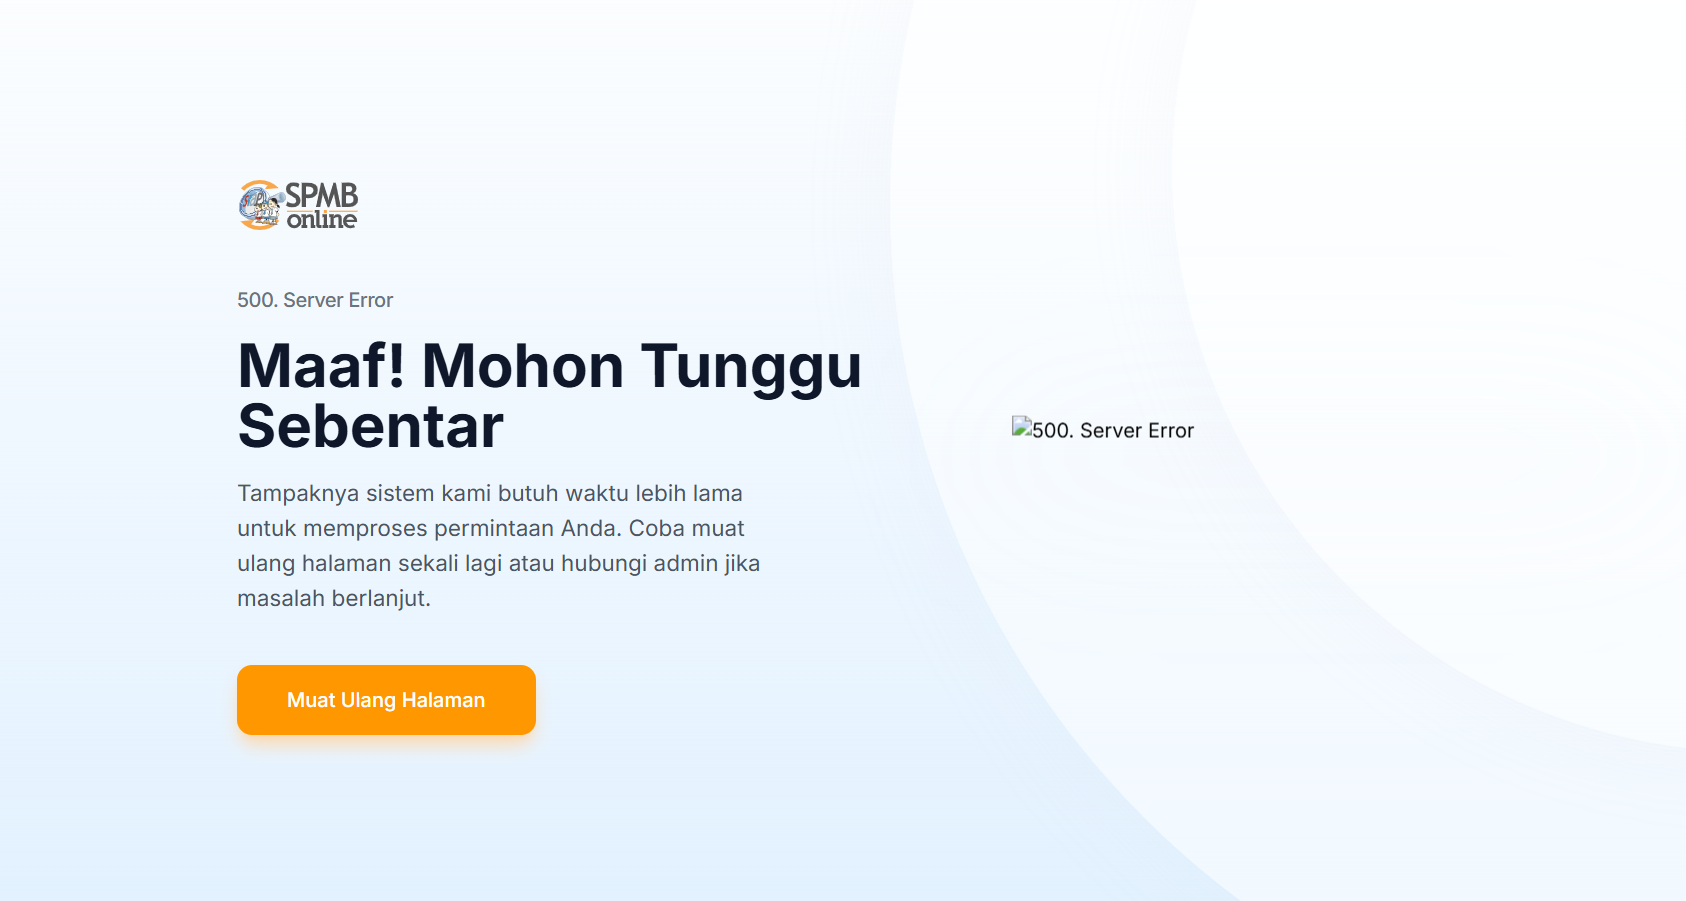 SPMB
online
500. Server Error
Maaf! Mohon Tunggu
Sebentar
500. Server Error
Tampaknya sistem kami butuh waktu lebih lama
untuk memproses permintaan Anda. Coba muat
ulang halaman sekali lagi atau hubungi admin jika
masalah berlanjut.
Muat Ulang Halaman